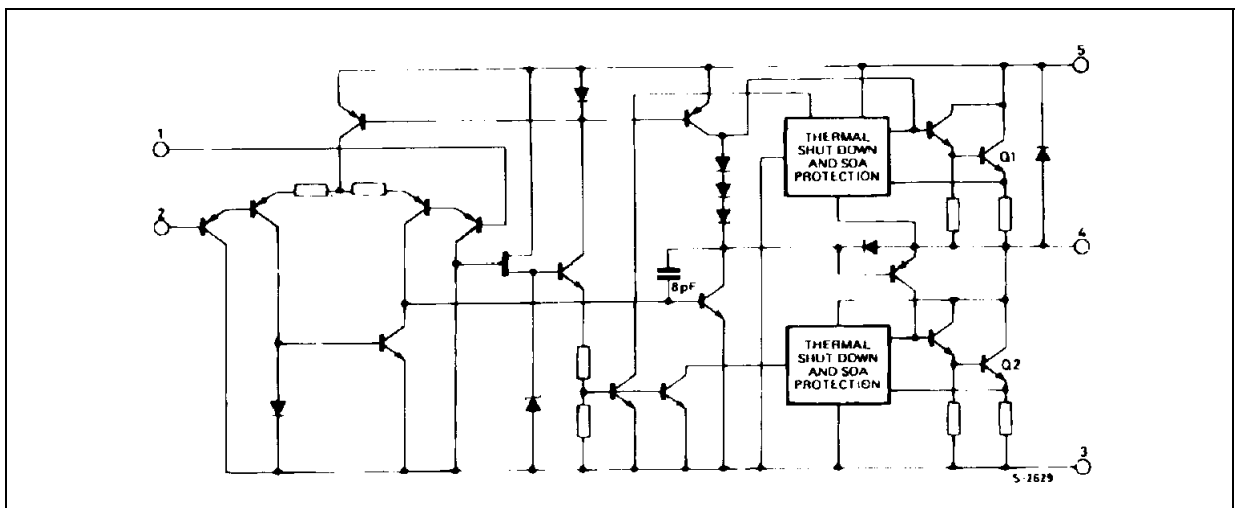 5
1
THERMAL
SHUT DOWN
AND SOA
PROTECTION
Q1
2
4
8pF
THERMAL
SHUT DOWN
AND SOA
PROTECTION
Q2
3
S-2629